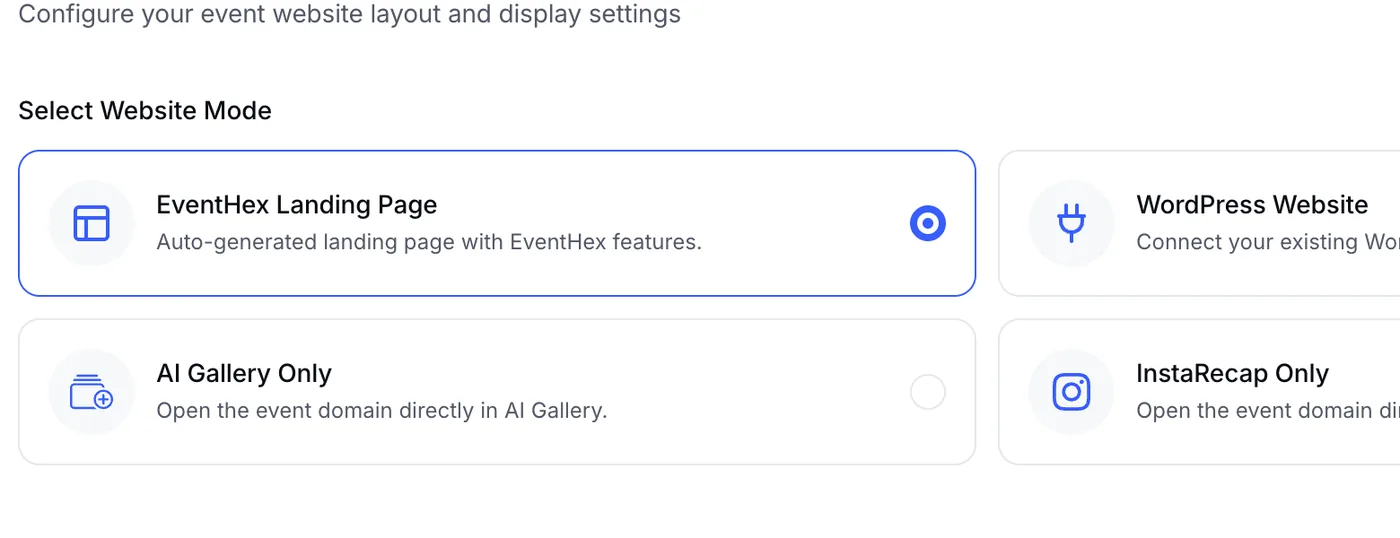 Configure your event website layout and display settings
Select Website Mode
EventHex Landing Page
Auto-generated landing page with EventHex features.
WordPress Website
Connect your existing
AI Gallery Only
Open the event domain directly in AI Gallery.
InstaRecap Only
Open the event domain